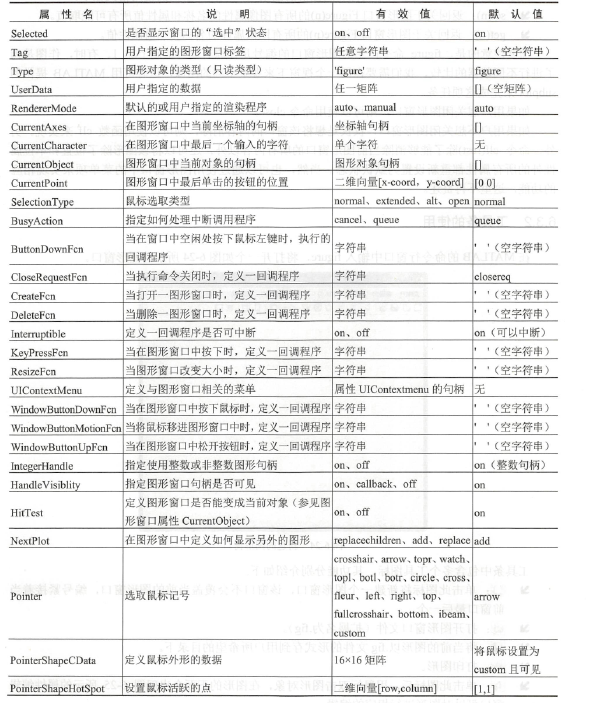 属 性 名 说 明 有 效 值 默 认 值
Selected 是否显示窗口的“选中”状态 on、off on
Tag 用户指定的图形窗口标签 任意字符串 ' '（空字符串）
Type 图形对象的类型（只读类型） 'figure' figure
UserData 用户指定的数据 任一矩阵 [] （空矩阵）
RendererMode 默认的或用户指定的渲染程序 auto、manual auto
CurrentAxes 在图形窗口中当前坐标轴的句柄 坐标轴句柄 []
CurrentCharacter 在图形窗口中最后一个输入的字符 单个字符 无
CurrentObject 图形窗口中当前对象的句柄 图形对象句柄 []
CurrentPoint 图形窗口中最后单击的按钮的位置 二维向量[x-coord，y-coord] [0 0]
SelectionType 鼠标选取类型 normal、extended、alt、open normal
BusyAction 指定如何处理中断调用程序 cancel、queue queue
ButtonDownFcn 当在窗口中空闲处按下鼠标左键时，执行的
回调程序 字符串 ' '（空字符串）
CloseRequestFcn 当执行命令关闭时，定义一回调程序 字符串 closereq
CreateFcn 当打开一图形窗口时，定义一回调程序 字符串 ' '（空字符串）
DeleteFcn 当删除一图形窗口时，定义一回调程序 字符串 ' '（空字符串）
Interruptible 定义一回调程序是否可中断 on、off on（可以中断）
KeyPressFcn 当在图形窗口中按下时，定义一回调程序 字符串 ' '（空字符串）
ResizeFcn 当图形窗口改变大小时，定义一回调程序 字符串 ' '（空字符串）
UIContextMenu 定义与图形窗口相关的菜单 属性 UIContextmenu 的句柄 无
WindowButtonDownFcn 当在图形窗口中按下鼠标时，定义一回调程序 字符串 ' '（空字符串）
WindowButtonMotionFcn 当将鼠标移进图形窗口中时，定义一回调程序 字符串 ' '（空字符串）
WindowButtonUpFcn 当在图形窗口中松开按钮时，定义一回调程序 字符串 ' '（空字符串）
IntegerHandle 指定使用整数或非整数图形句柄 on、off on（整数句柄）
HandleVisiblity 指定图形窗口句柄是否可见 on、callback、off on
HitTest 定义图形窗口是否能变成当前对象（参见图
形窗口属性 CurrentObject） on、off on
NextPlot 在图形窗口中定义如何显示另外的图形 replacechildren、add、replace add
Pointer 选取鼠标记号 crosshair、arrow、topr、watch、
topl、botl、botr、circle、cross、
fleur、left、right、top、 arrow
fullcrosshair、bottom、ibeam、
custom
PointerShapeCData 定义鼠标外形的数据 16×16 矩阵 将鼠标设置为
custom 且可见
PointerShapeHotSpot 设置鼠标活跃的点 二维向量[row,column] [1,1]